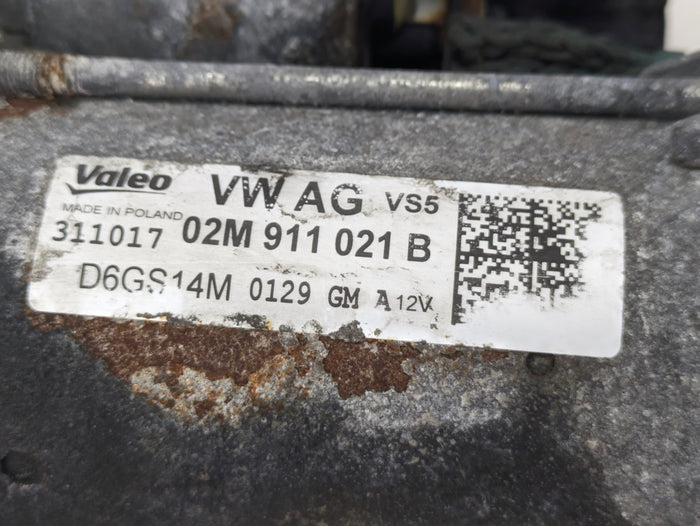 Valeo VW AG VS5
MADE IN POLAND
311017 02M 911 021 B
D6GS14M 0129 GM A 12V